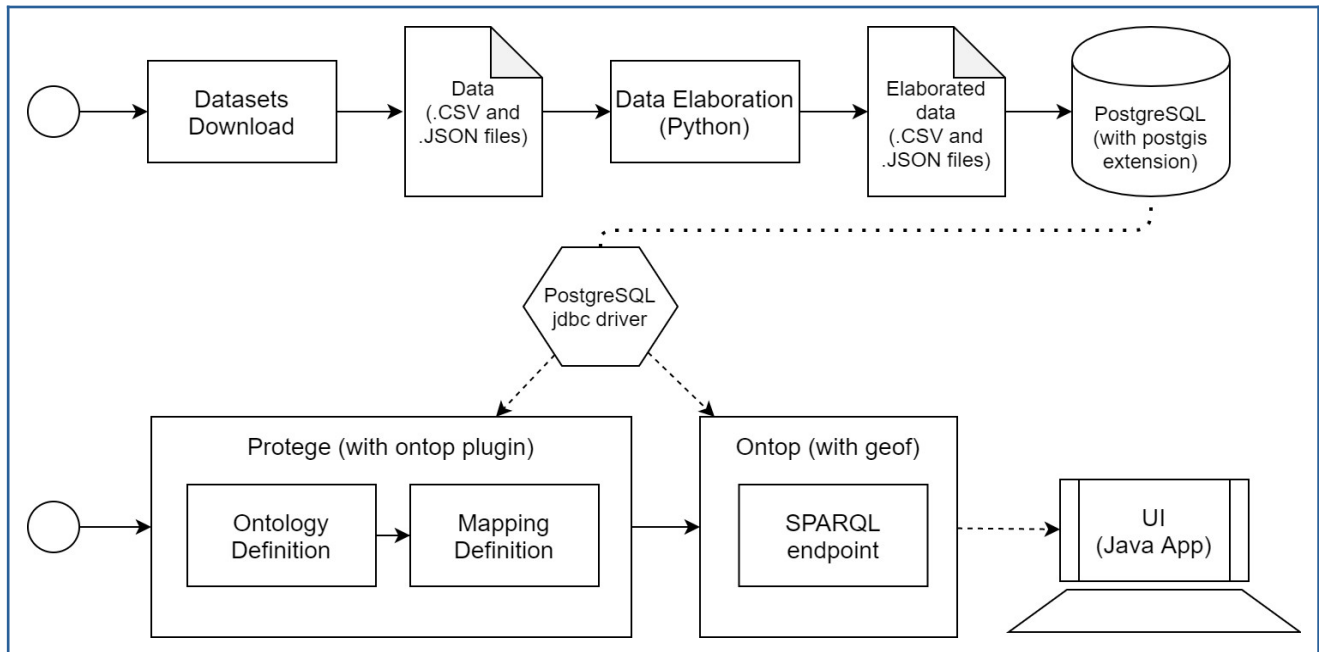 Datasets
Download
Data
(.CSV and
.JSON files)
Data Elaboration
(Python)
Elaborated
data
(.CSV and
.JSON files)
PostgreSQL
(with postgis
extension)
PostgreSQL
jdbc driver
Protege (with ontop plugin)
Ontology
Definition
Mapping
Definition
Ontop (with geof)
SPARQL
endpoint
UI
(Java App)